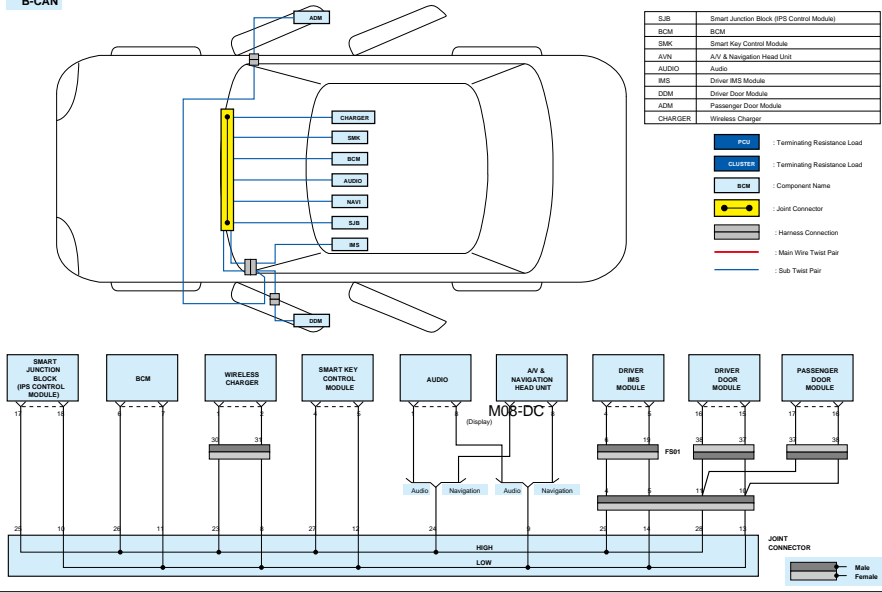 B-CAN
ADM
CHARGER
SMK
BCM
AUDIO
NAVI
SJB
IMS
DDM
SJB Smart Junction Block (IPS Control Module)
BCM BCM
SMK Smart Key Control Module
AVN A/V & Navigation Head Unit
AUDIO Audio
IMS Driver IMS Module
DDM Driver Door Module
ADM Passenger Door Module
CHARGER Wireless Charger
PCU : Terminating Resistance Load
CLUSTER : Terminating Resistance Load
BCM : Component Name
: Joint Connector
: Harness Connection
: Main Wire Twist Pair
: Sub Twist Pair
SMART
JUNCTION
BLOCK
(IPS CONTROL
MODULE)
BCM
WIRELESS
CHARGER
SMART KEY
CONTROL
MODULE
AUDIO
A/V &
NAVIGATION
HEAD UNIT
DRIVER
IMS
MODULE
DRIVER
DOOR
MODULE
PASSENGER
DOOR
MODULE
17 18 6 7 1 2 4 5 1 8 1 8 4 5 16 15 17 16
M08-DC
(Display)
30 31 6 19 FS01 38 37 37 38
Audio Navigation Audio Navigation
4 5 11 10
25 10 26 11 23 8 27 12 24 9 29 14 28 13
JOINT
CONNECTOR
HIGH
LOW
Male
Female